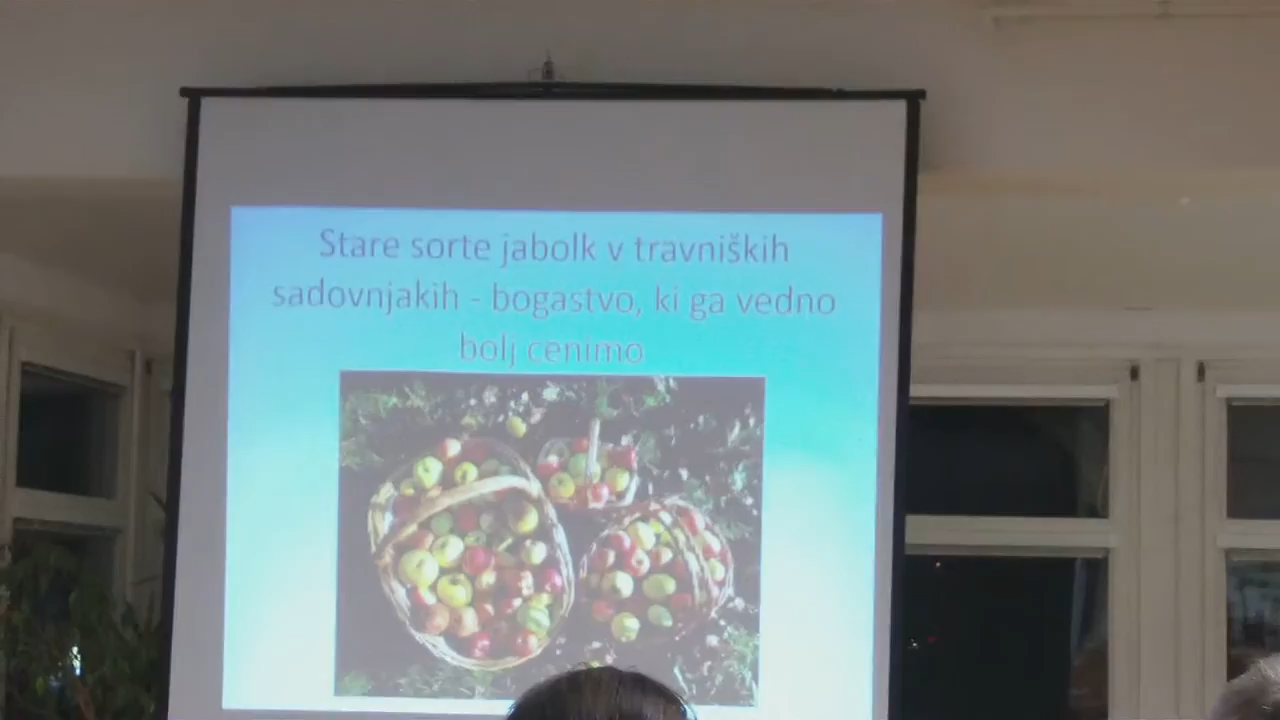 Stare sorte jabolk v travniških
sadovnjakih - bogastvo, ki ga vedno
bolj cenimo